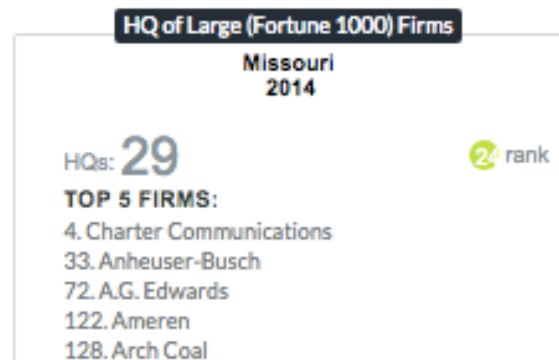 HQ of Large (Fortune 1000) Firms
Missouri
2014
HQs: 29
24 rank
TOP 5 FIRMS:
4. Charter Communications
33. Anheuser-Busch
72. A.G. Edwards
122. Ameren
128. Arch Coal